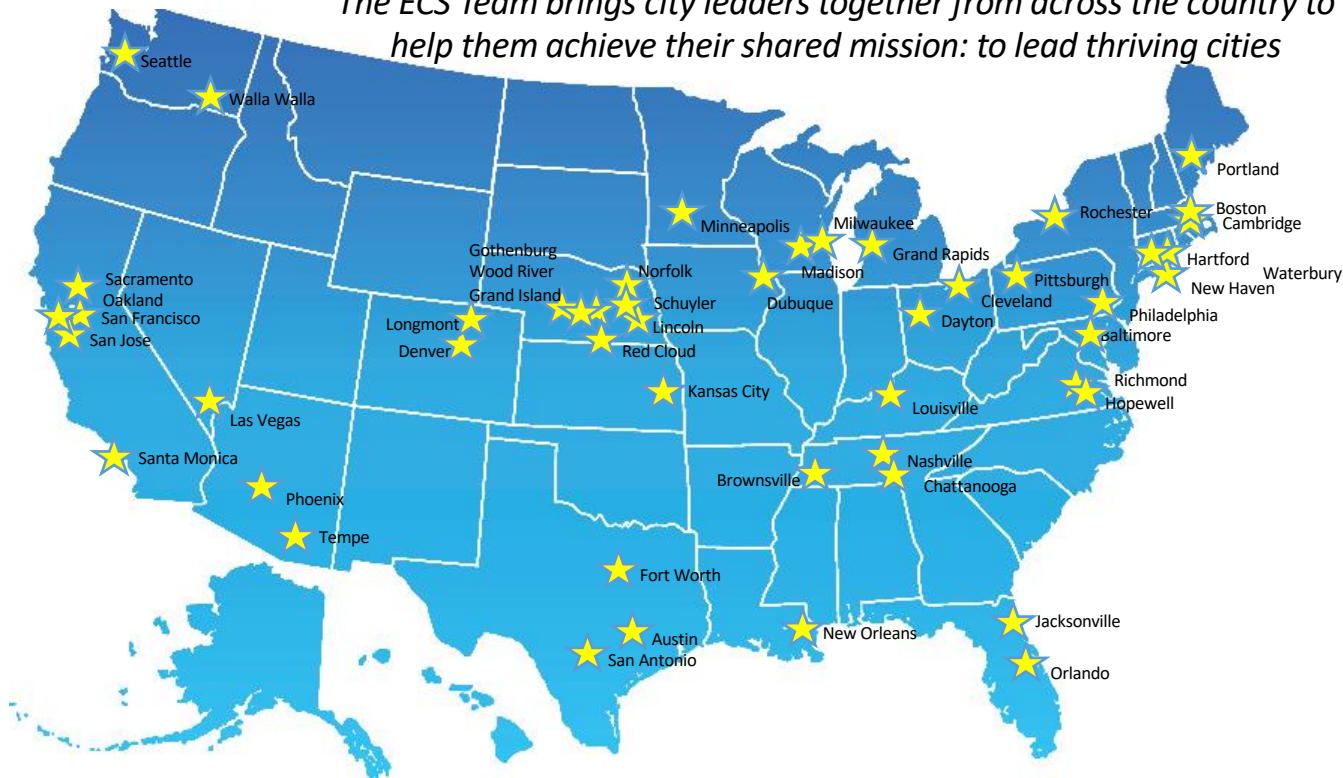 The ECS Team brings city leaders together from across the country to
help them achieve their shared mission: to lead thriving cities
Seattle
Walla Walla
Portland
Minneapolis
Milwaukee
Madison
Grand Rapids
Rochester
Boston
Cambridge
Hartford
Waterbury
New Haven
Gothenburg
Wood River
Grand Island
Norfolk
Schuyler
Lincoln
Red Cloud
Dubuque
Cleveland
Pittsburgh
Philadelphia
Dayton
Baltimore
Sacramento
Oakland
San Francisco
San Jose
Longmont
Denver
Kansas City
Louisville
Richmond
Hopewell
Las Vegas
Santa Monica
Phoenix
Tempe
Brownsville
Nashville
Chattanooga
Fort Worth
Austin
San Antonio
New Orleans
Jacksonville
Orlando